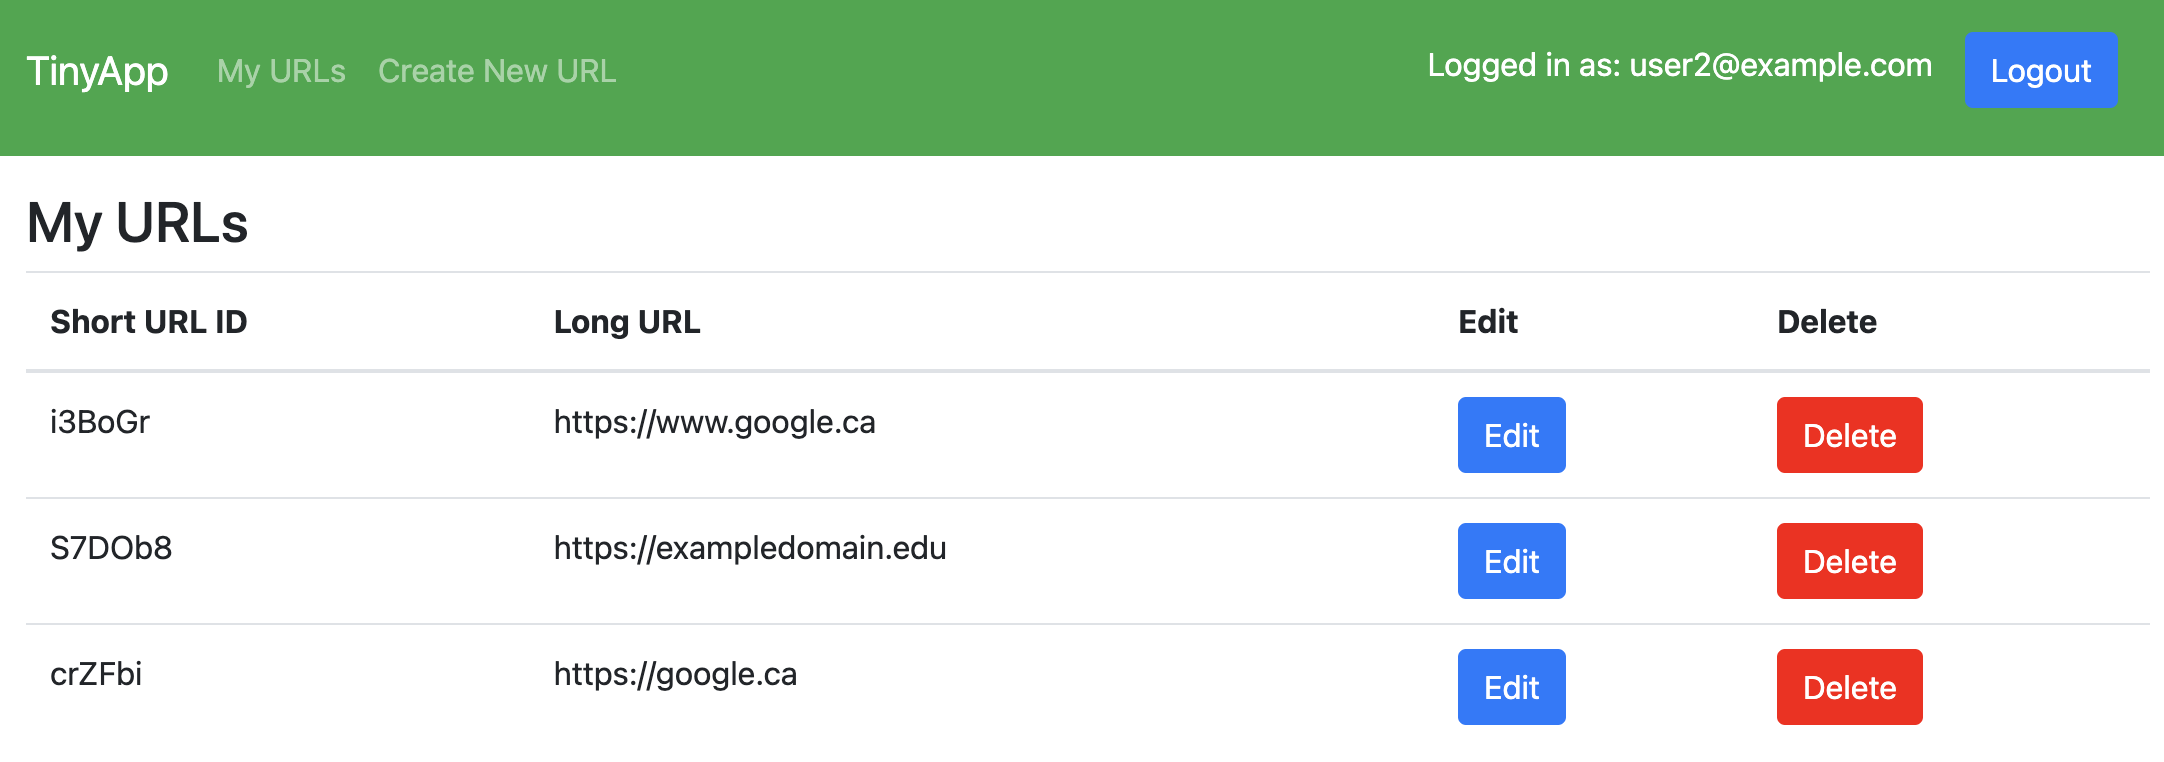 TinyApp My URLs Create New URL Logged in as: user2@example.com Logout
My URLs
Short URL ID Long URL Edit Delete
i3BoGr https://www.google.ca Edit Delete
S7DOb8 https://exampledomain.edu Edit Delete
crZFbi https://google.ca Edit Delete